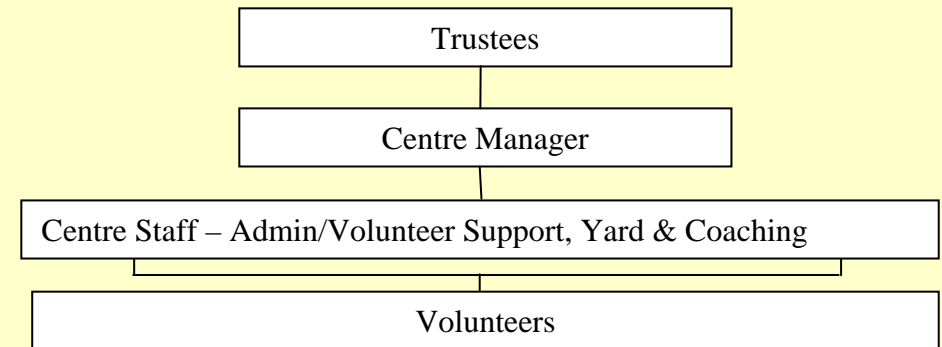 Trustees
Centre Manager
Centre Staff – Admin/Volunteer Support, Yard & Coaching
Volunteers